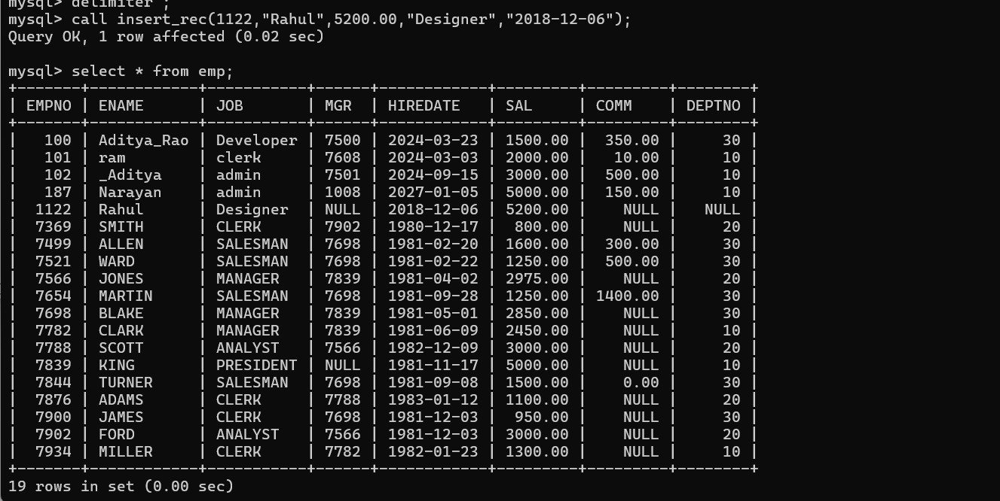 mysql> delimiter ;
mysql> call insert_rec(1122,"Rahul",5200.00,"Designer","2018-12-06");
Query OK, 1 row affected (0.02 sec)

mysql> select * from emp;
+-------+------------+-----------+------+------------+---------+---------+--------+
| EMPNO | ENAME      | JOB       | MGR  | HIREDATE   | SAL     | COMM    | DEPTNO |
+-------+------------+-----------+------+------------+---------+---------+--------+
|   100 | Aditya_Rao | Developer | 7500 | 2024-03-23 | 1500.00 |  350.00 |     30 |
|   101 | ram        | clerk     | 7608 | 2024-03-03 | 2000.00 |   10.00 |     10 |
|   102 | _Aditya    | admin     | 7501 | 2024-09-15 | 3000.00 |  500.00 |     10 |
|   187 | Narayan    | admin     | 1008 | 2027-01-05 | 5000.00 |  150.00 |     10 |
|  1122 | Rahul      | Designer  | NULL | 2018-12-06 | 5200.00 |    NULL |   NULL |
|  7369 | SMITH      | CLERK     | 7902 | 1980-12-17 |  800.00 |    NULL |     20 |
|  7499 | ALLEN      | SALESMAN  | 7698 | 1981-02-20 | 1600.00 |  300.00 |     30 |
|  7521 | WARD       | SALESMAN  | 7698 | 1981-02-22 | 1250.00 |  500.00 |     30 |
|  7566 | JONES      | MANAGER   | 7839 | 1981-04-02 | 2975.00 |    NULL |     20 |
|  7654 | MARTIN     | SALESMAN  | 7698 | 1981-09-28 | 1250.00 | 1400.00 |     30 |
|  7698 | BLAKE      | MANAGER   | 7839 | 1981-05-01 | 2850.00 |    NULL |     30 |
|  7782 | CLARK      | MANAGER   | 7839 | 1981-06-09 | 2450.00 |    NULL |     10 |
|  7788 | SCOTT      | ANALYST   | 7566 | 1982-12-09 | 3000.00 |    NULL |     20 |
|  7839 | KING       | PRESIDENT | NULL | 1981-11-17 | 5000.00 |    NULL |     10 |
|  7844 | TURNER     | SALESMAN  | 7698 | 1981-09-08 | 1500.00 |    0.00 |     30 |
|  7876 | ADAMS      | CLERK     | 7788 | 1983-01-12 | 1100.00 |    NULL |     20 |
|  7900 | JAMES      | CLERK     | 7698 | 1981-12-03 |  950.00 |    NULL |     30 |
|  7902 | FORD       | ANALYST   | 7566 | 1981-12-03 | 3000.00 |    NULL |     20 |
|  7934 | MILLER     | CLERK     | 7782 | 1982-01-23 | 1300.00 |    NULL |     10 |
+-------+------------+-----------+------+------------+---------+---------+--------+
19 rows in set (0.00 sec)